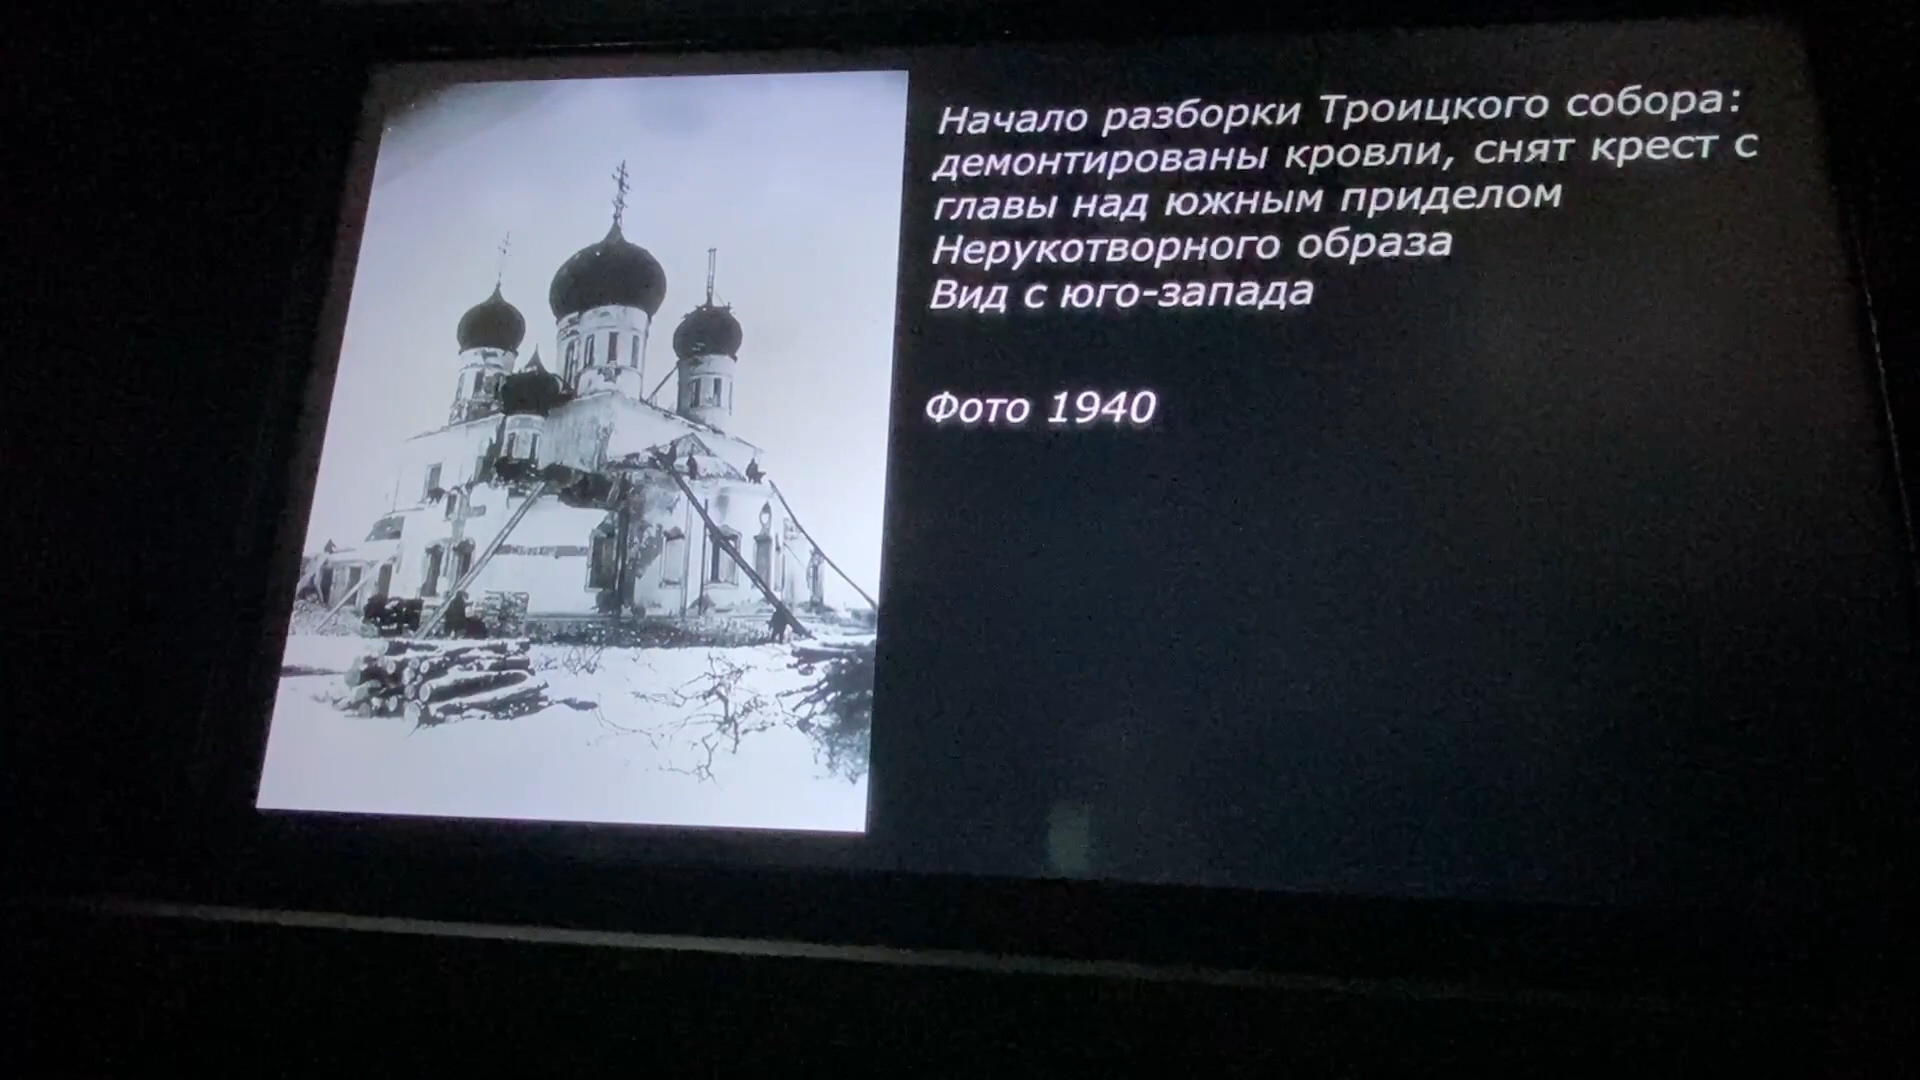 Начало разборки Троицкого собора:
демонтированы кровли, снят крест с
главы над южным приделом
Нерукотворного образа
Вид с юго-запада
Фото 1940